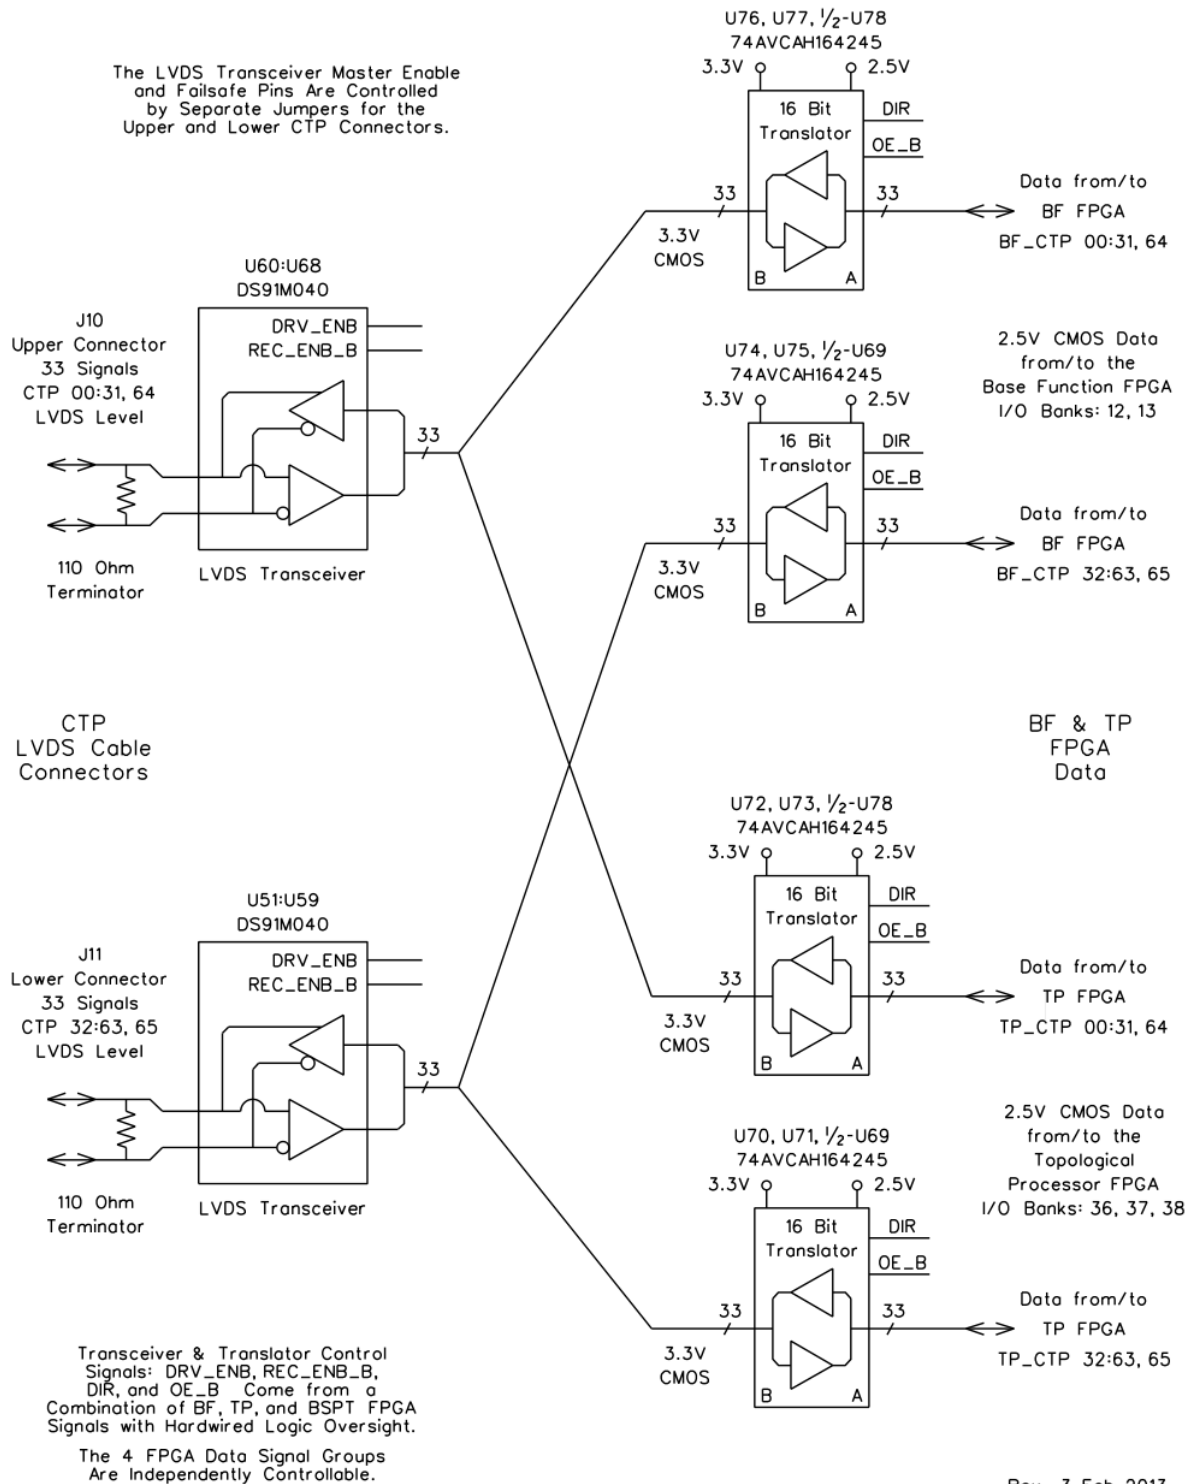 The LVDS Transceiver Master Enable
and Failsafe Pins Are Controlled
by Separate Jumpers for the
Upper and Lower CTP Connectors.
U76, U77, ½-U78
74AVCAH164245
3.3V 2.5V
16 Bit
Translator
DIR
OE_B
33
33
3.3V
CMOS
B A
Data from/to
BF FPGA
BF_CTP 00:31, 64
U60:U68
DS91M040
DRV_ENB
REC_ENB_B
J10
Upper Connector
33 Signals
CTP 00:31, 64
LVDS Level
33
110 Ohm
Terminator
LVDS Transceiver
2.5V CMOS Data
from/to the
Base Function FPGA
I/O Banks: 12, 13
U74, U75, ½-U69
74AVCAH164245
3.3V 2.5V
16 Bit
Translator
DIR
OE_B
33
33
3.3V
CMOS
B A
Data from/to
BF FPGA
BF_CTP 32:63, 65
CTP
LVDS Cable
Connectors
BF & TP
FPGA
Data
U72, U73, ½-U78
74AVCAH164245
3.3V 2.5V
16 Bit
Translator
DIR
OE_B
33
33
3.3V
CMOS
B A
Data from/to
TP FPGA
TP_CTP 00:31, 64
U51:U59
DS91M040
DRV_ENB
REC_ENB_B
J11
Lower Connector
33 Signals
CTP 32:63, 65
LVDS Level
33
110 Ohm
Terminator
LVDS Transceiver
2.5V CMOS Data
from/to the
Topological
Processor FPGA
I/O Banks: 36, 37, 38
U70, U71, ½-U69
74AVCAH164245
3.3V 2.5V
16 Bit
Translator
DIR
OE_B
33
33
3.3V
CMOS
B A
Data from/to
TP FPGA
TP_CTP 32:63, 65
Transceiver & Translator Control
Signals: DRV_ENB, REC_ENB_B,
DIR, and OE_B Come from a
Combination of BF, TP, and BSPT FPGA
Signals with Hardwired Logic Oversight.
The 4 FPGA Data Signal Groups
Are Independently Controllable.
Rev. 3 Feb 2013